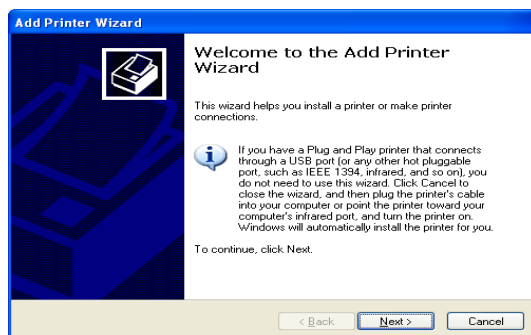 Add Printer Wizard
Welcome to the Add Printer
Wizard
This wizard helps you install a printer or make printer
connections.
If you have a Plug and Play printer that connects
through a USB port (or any other hot pluggable
port, such as IEEE 1394, infrared, and so on), you
do not need to use this wizard. Click Cancel to
close the wizard, and then plug the printer's cable
into your computer or point the printer toward your
computer's infrared port, and turn the printer on.
Windows will automatically install the printer for you.
To continue, click Next.
< Back
Next >
Cancel